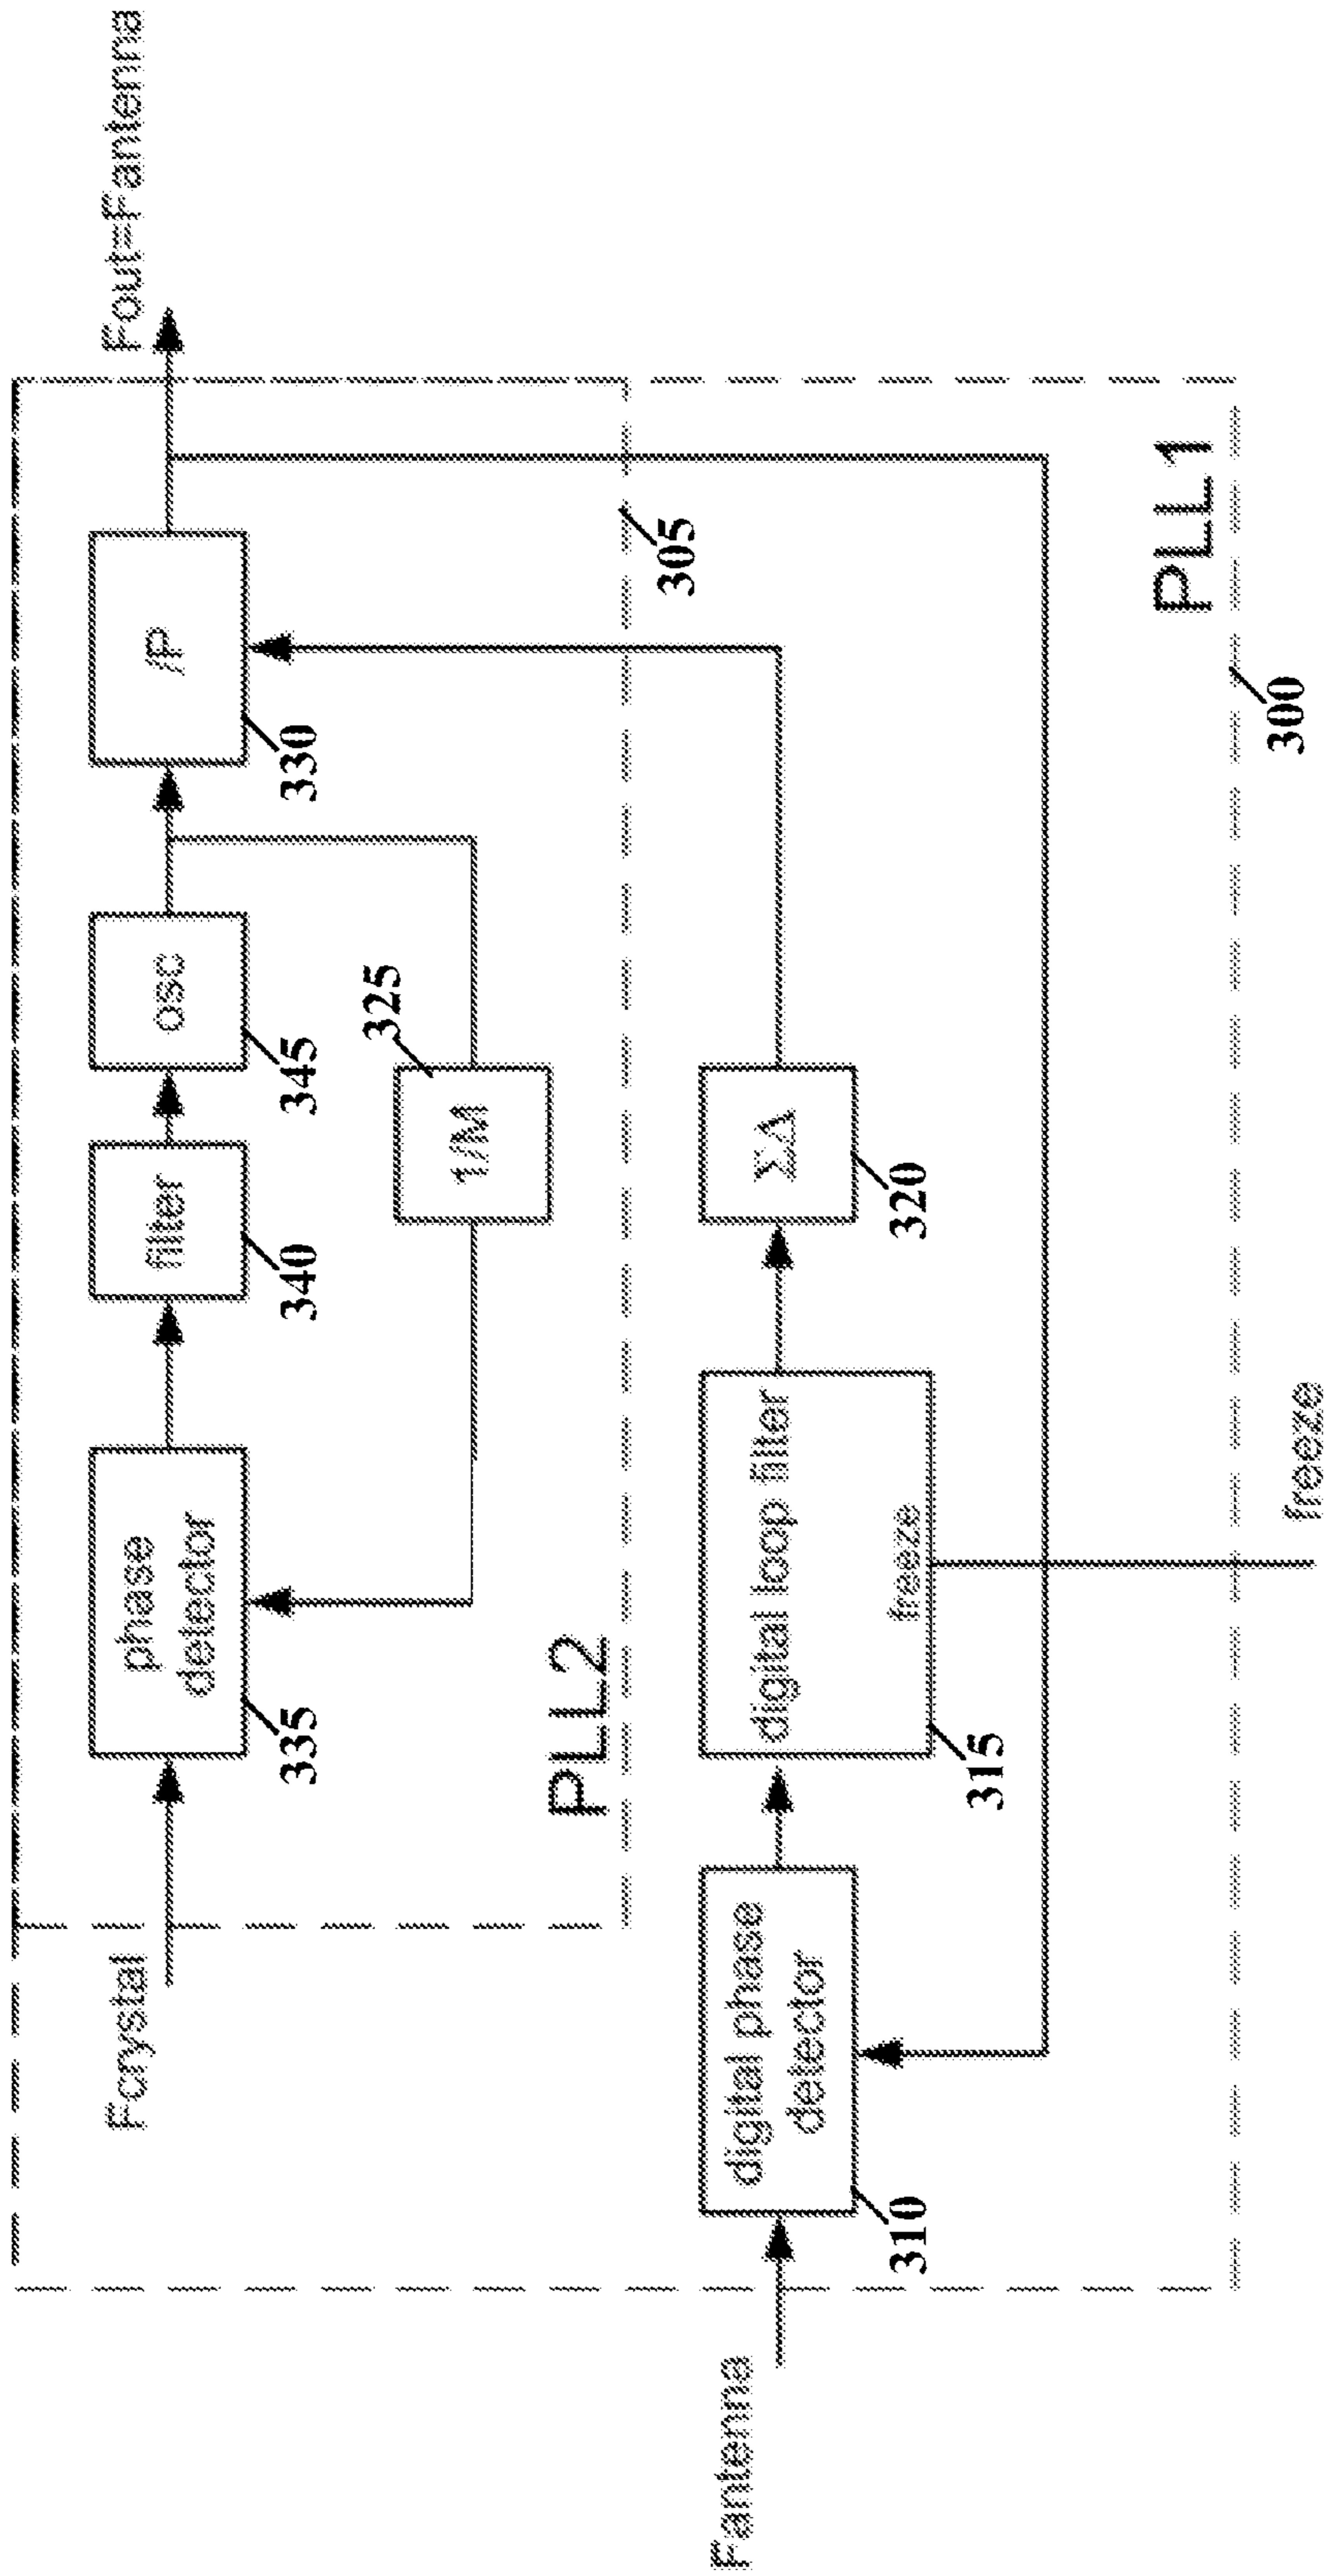 Fcrystal
phase
detector
335
filter
340
osc
345
/P
330
Fout=Fantenna
1/M
325
PLL2
305
Fantenna
digital phase
detector
310
digital loop filter
freeze
315
ΣΔ
320
PLL1
300
freeze